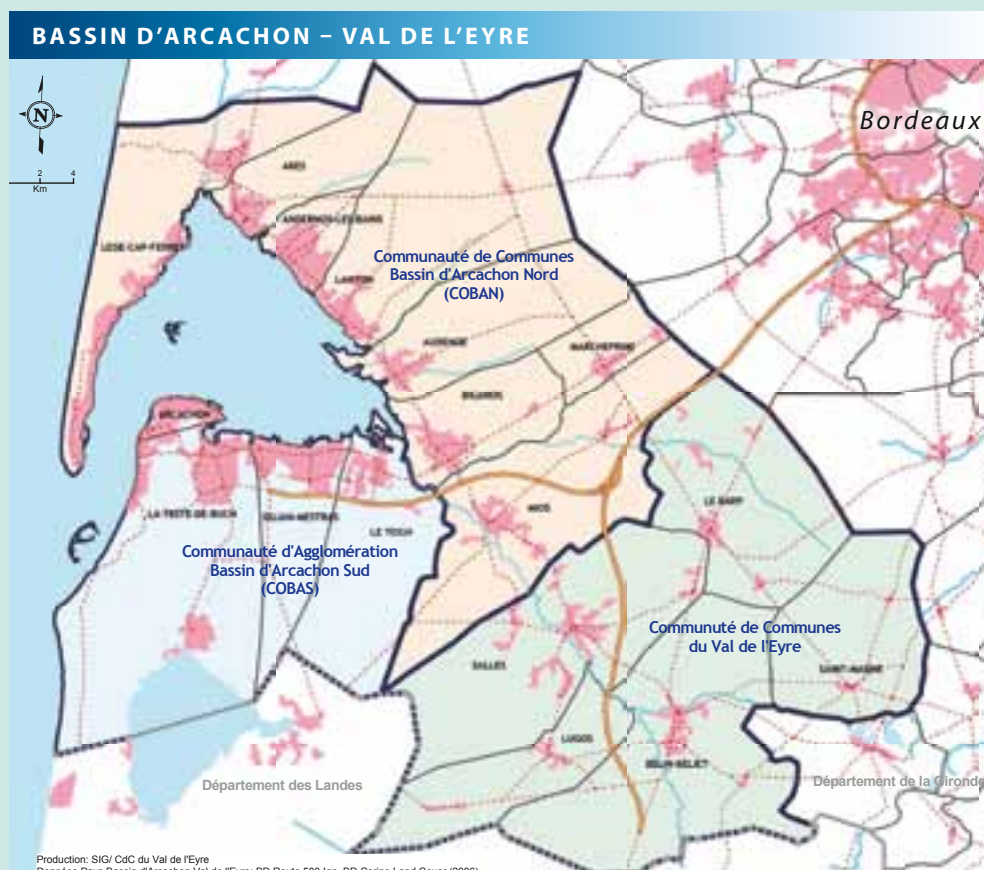 BASSIN D'ARCACHON – VAL DE L'EYRE
N
2 4
Km
Bordeaux
ARES
ANDERNOS-LES-BAINS
LEGE-CAP-FERRET
LANTON
Communauté de Communes
Bassin d'Arcachon Nord
(COBAN)
AUDENGE
MARCHEPRIME
BIGANOS
ARCACHON
LA TESTE DE BUCH
GUJAN-MESTRAS
LE TEICH
MIOS
LE BARP
Communauté d'Agglomération
Bassin d'Arcachon Sud
(COBAS)
Communuté de Communes
du Val de l'Eyre
SALLES
SAINT-MAGNE
LUGOS
BELIN-BELIET
Département des Landes
Département de la Gironde
Production: SIG/ CdC du Val de l'Eyre